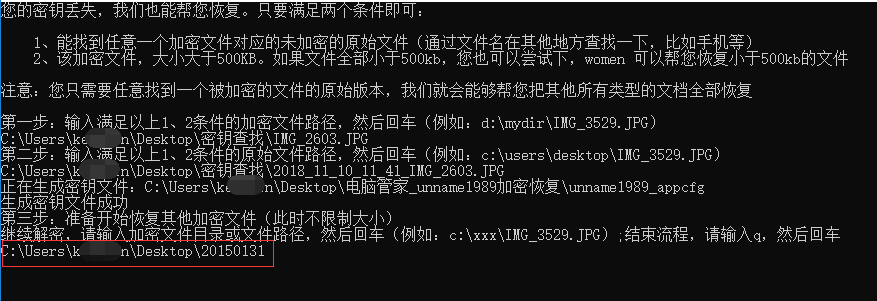 您的密钥丢失，我们也能帮您恢复。只要满足两个条件即可：
1、能找到任意一个加密文件对应的未加密的原始文件（通过文件名在其他地方查找一下，比如手机等）
2、该加密文件，大小大于500KB。如果文件全部小于500kb，您也可以尝试下，women 可以帮您恢复小于500kb的文件
注意：您只需要任意找到一个被加密的文件的原始版本，我们就会能够帮您把其他所有类型的文档全部恢复
第一步：输入满足以上1、2条件的加密文件路径，然后回车（例如：d:\mydir\IMG_3529.JPG）
C:\Users\ke n\Desktop\密钥查找\IMG_2603.JPG
第二步：输入满足以上1、2条件的原始文件路径，然后回车（例如：c:\users\desktop\IMG_3529.JPG）
C:\Users\k n\Desktop\密钥查找\2018_11_10_11_41_IMG_2603.JPG
正在生成密钥文件：C:\Users\ke n\Desktop\电脑管家_unname1989加密恢复\unname1989_appcfg
生成密钥文件成功
第三步：准备开始恢复其他加密文件（此时不限制大小）
继续解密，请输入加密文件目录或文件路径，然后回车（例如：c:\xxx\IMG_3529.JPG）;结束流程，请输入q，然后回车
C:\Users\k n\Desktop\20150131